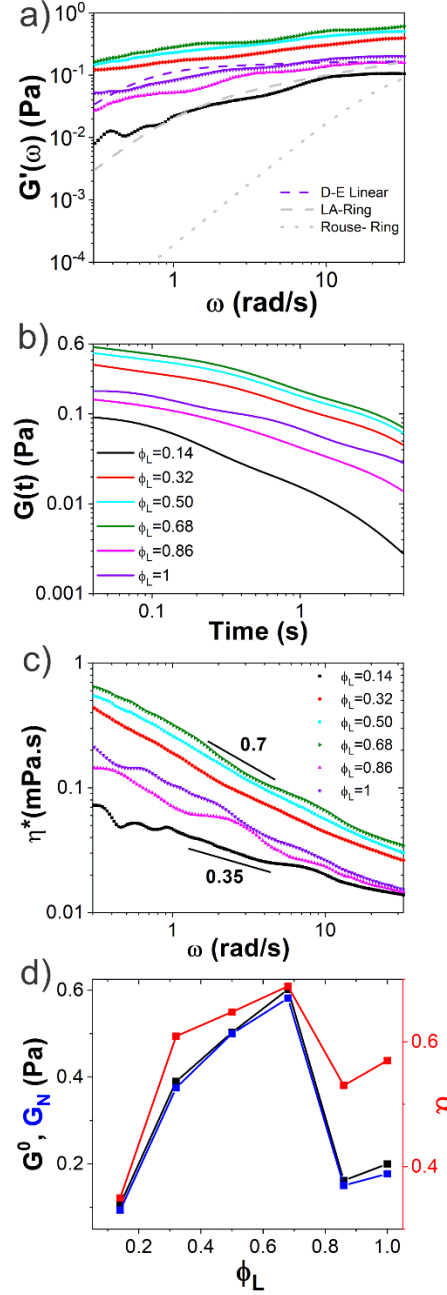 a)
10⁰
10⁻¹
10⁻²
10⁻³
10⁻⁴
G'(ω) (Pa)
D-E Linear
LA-Ring
Rouse- Ring
1
10
ω (rad/s)
b)
0.6
0.1
0.01
0.001
G(t) (Pa)
ϕL=0.14
ϕL=0.32
ϕL=0.50
ϕL=0.68
ϕL=0.86
ϕL=1
0.1
1
Time (s)
c)
1
0.1
0.01
η*(mPa.s)
ϕL=0.14
ϕL=0.32
ϕL=0.50
ϕL=0.68
ϕL=0.86
ϕL=1
0.7
0.35
1
10
ω (rad/s)
d)
0.6
0.4
0.2
G⁰, G_N (Pa)
0.6
0.4
α
0.2
0.4
0.6
0.8
1.0
ϕL